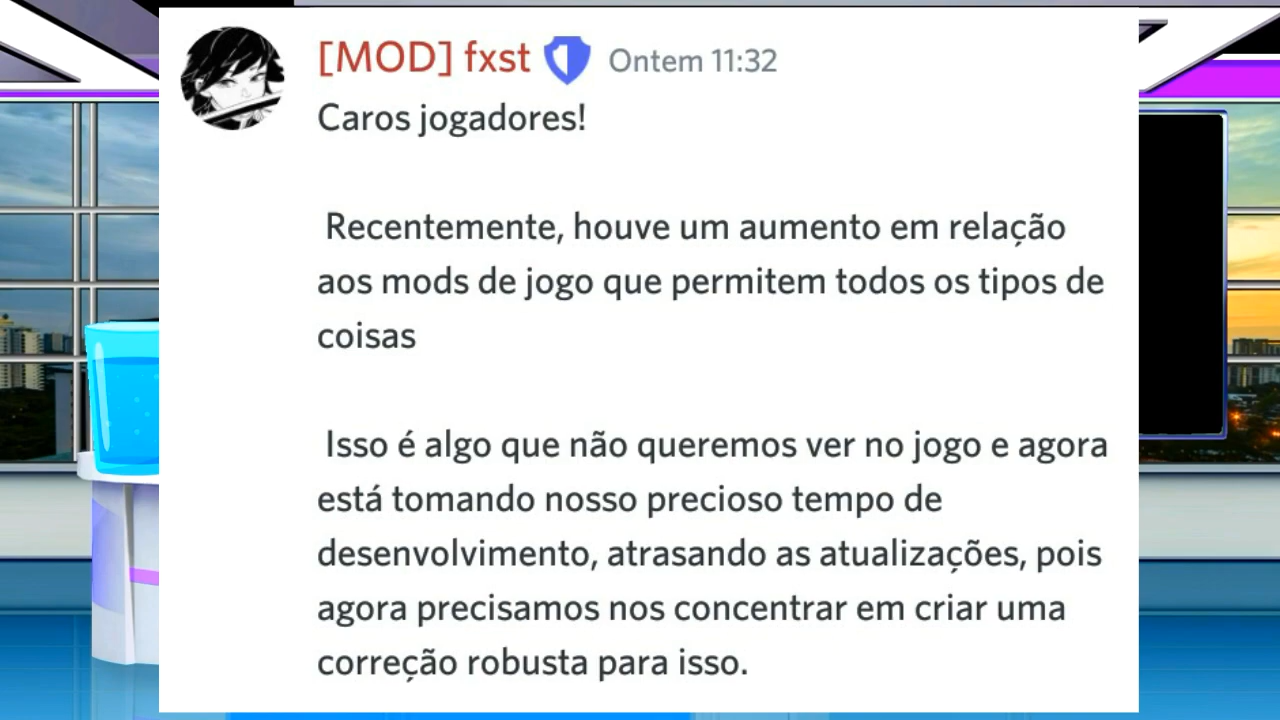 [MOD] fxst Ontem 11:32
Caros jogadores!
Recentemente, houve um aumento em relação
aos mods de jogo que permitem todos os tipos de
coisas
Isso é algo que não queremos ver no jogo e agora
está tomando nosso precioso tempo de
desenvolvimento, atrasando as atualizações, pois
agora precisamos nos concentrar em criar uma
correção robusta para isso.